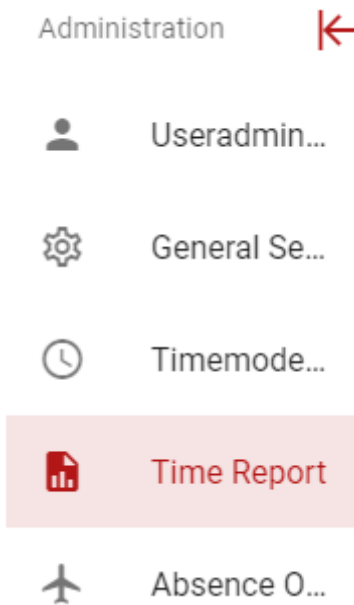 Administration
Useradmin...
General Se...
Timemode...
Time Report
Absence O...